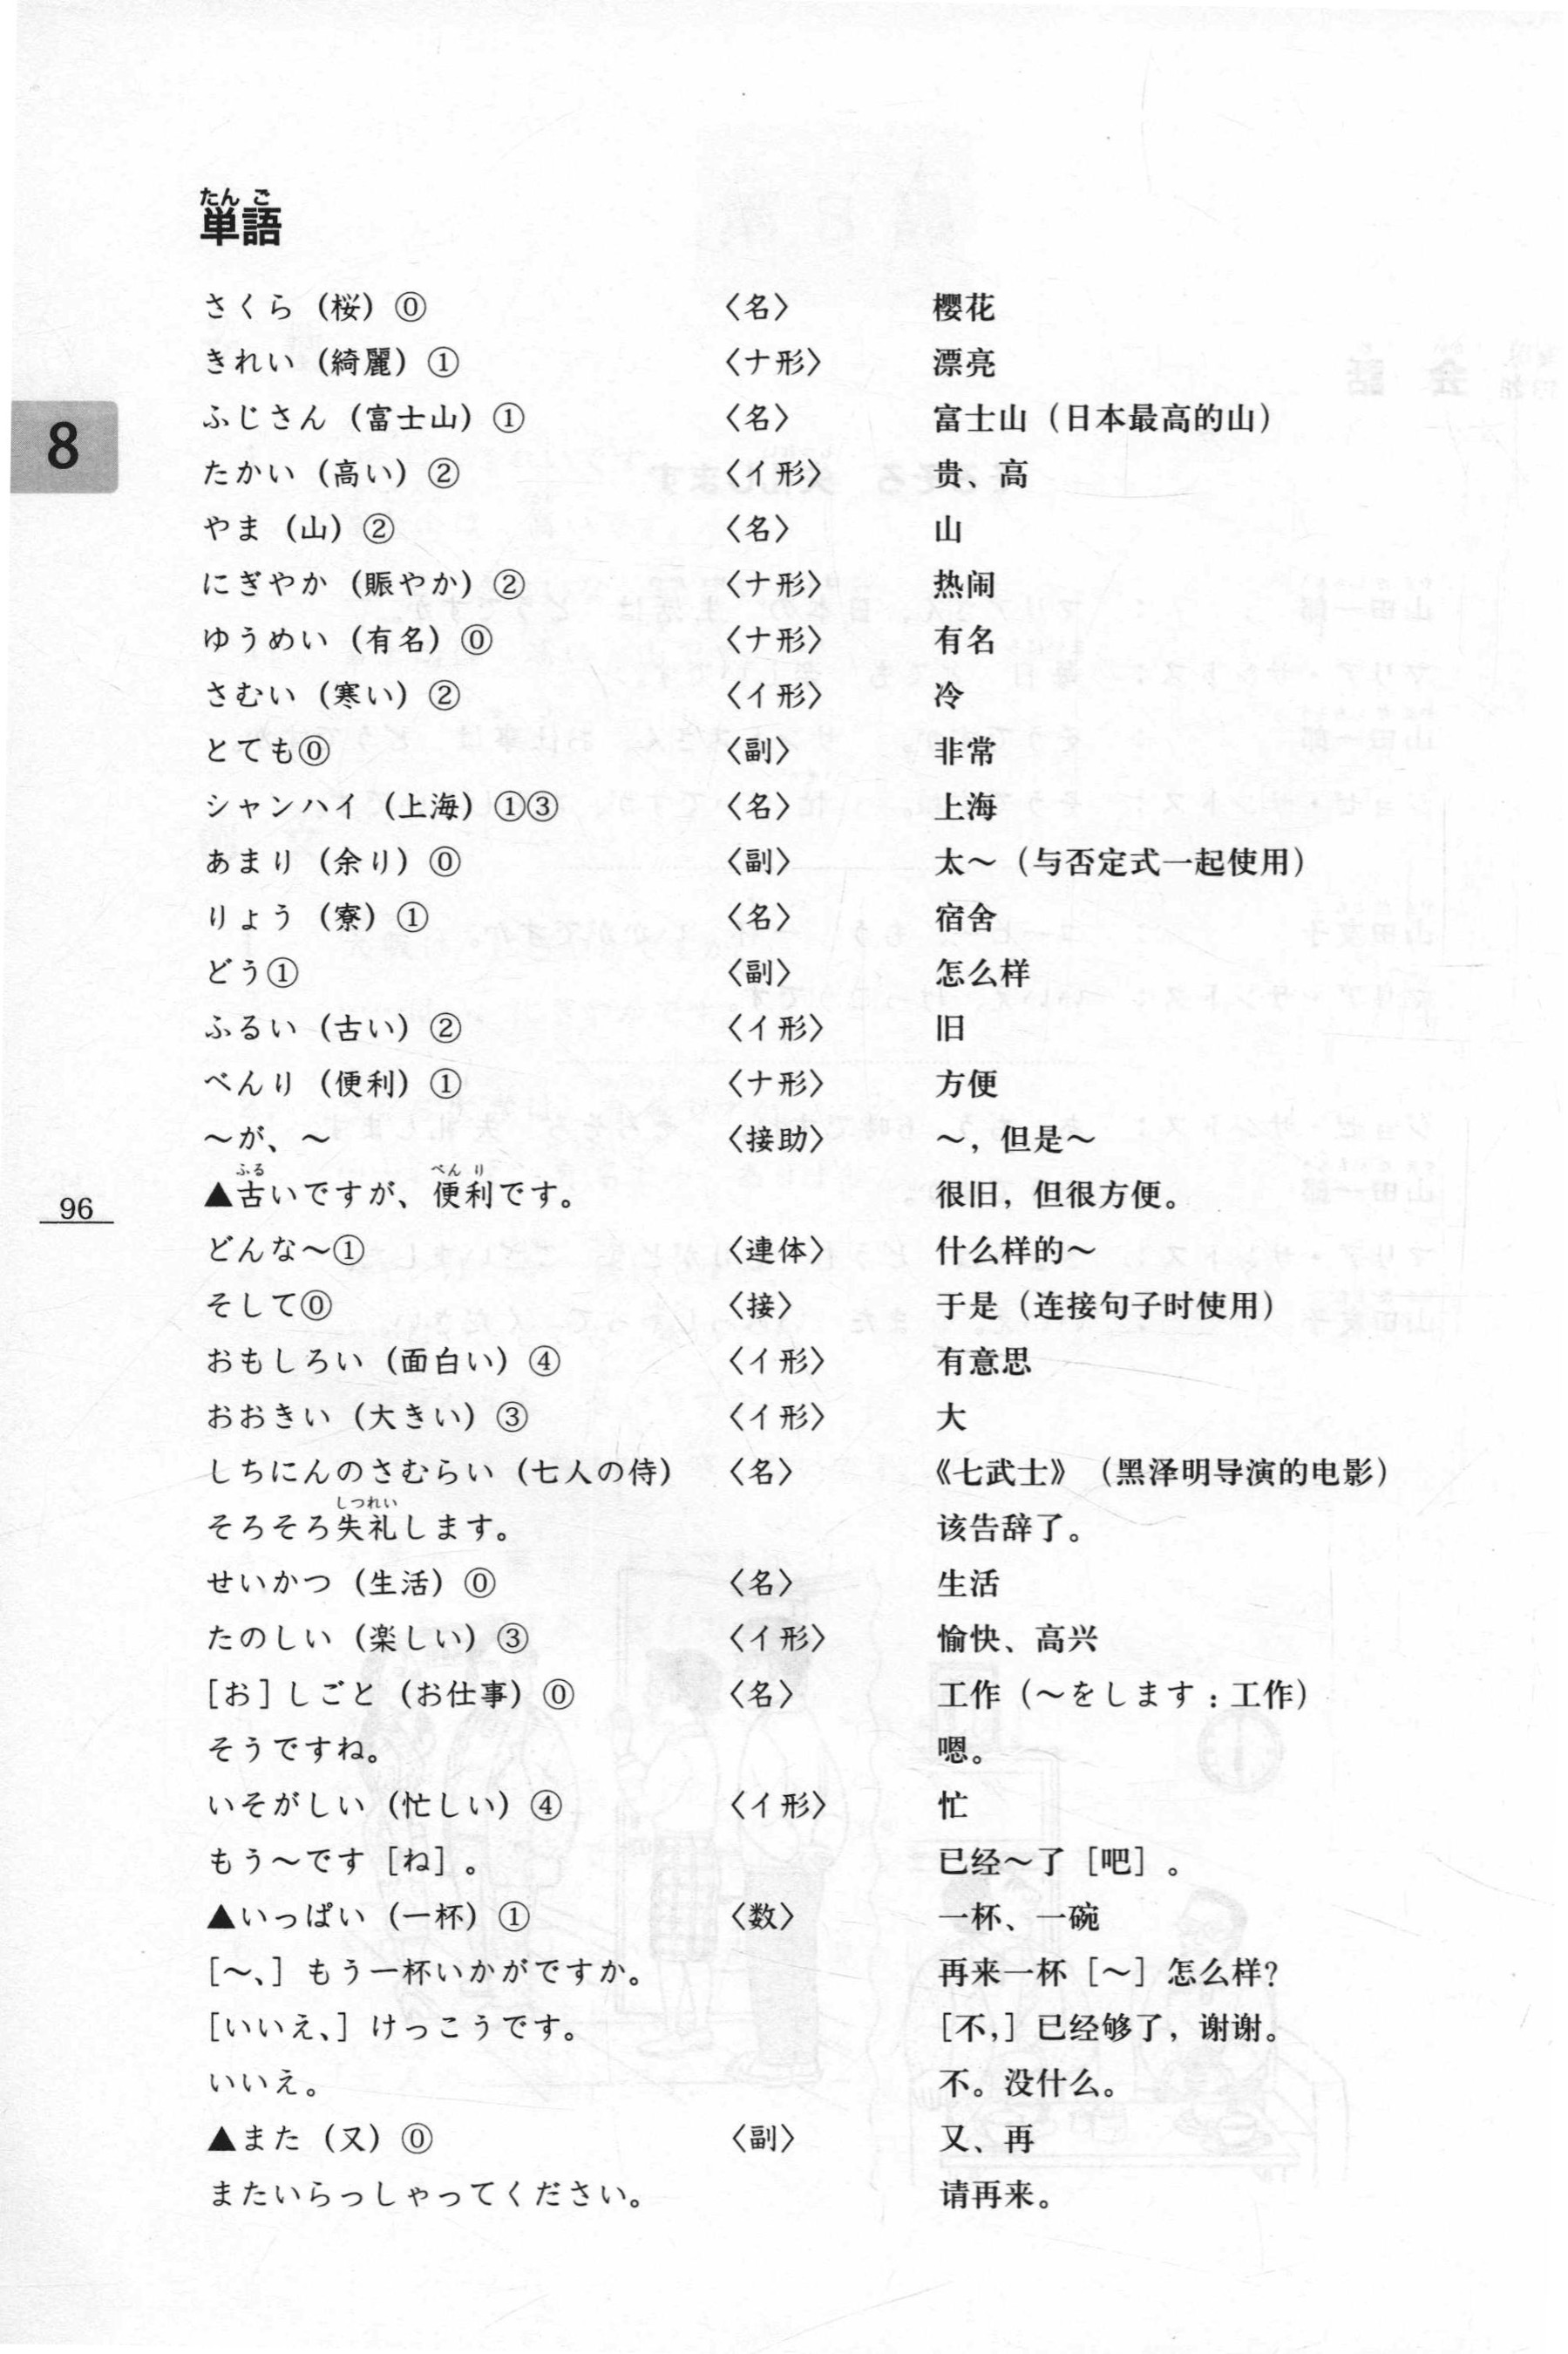 たんご
単語
さくら（桜）⓪ 〈名〉 樱花
きれい（綺麗）① 〈ナ形〉 漂亮
ふじさん（富士山）① 〈名〉 富士山（日本最高的山）
8
たかい（高い）② 〈イ形〉 贵、高
やま（山）② 〈名〉 山
にぎやか（賑やか）② 〈ナ形〉 热闹
ゆうめい（有名）⓪ 〈ナ形〉 有名
さむい（寒い）② 〈イ形〉 冷
とても⓪ 〈副〉 非常
シャンハイ（上海）①③ 〈名〉 上海
あまり（余り）⓪ 〈副〉 太～（与否定式一起使用）
りょう（寮）① 〈名〉 宿舍
どう① 〈副〉 怎么样
ふるい（古い）② 〈イ形〉 旧
べんり（便利）① 〈ナ形〉 方便
～が、～ 〈接助〉 ～，但是～
ふる べんり
▲古いですが、便利です。 很旧，但很方便。
96
どんな～① 〈連体〉 什么样的～
そして⓪ 〈接〉 于是（连接句子时使用）
おもしろい（面白い）④ 〈イ形〉 有意思
おおきい（大きい）③ 〈イ形〉 大
しちにんのさむらい（七人の侍） 〈名〉 《七武士》（黑泽明导演的电影）
しつれい
そろそろ失礼します。 该告辞了。
せいかつ（生活）⓪ 〈名〉 生活
たのしい（楽しい）③ 〈イ形〉 愉快、高兴
［お］しごと（お仕事）⓪ 〈名〉 工作（～をします：工作）
そうですね。 嗯。
いそがしい（忙しい）④ 〈イ形〉 忙
もう～です［ね］。 已经～了［吧］。
▲いっぱい（一杯）① 〈数〉 一杯、一碗
［～、］もう一杯いかがですか。 再来一杯［～］怎么样？
［いいえ、］けっこうです。 ［不，］已经够了，谢谢。
いいえ。 不。没什么。
▲また（又）⓪ 〈副〉 又、再
またいらっしゃってください。 请再来。